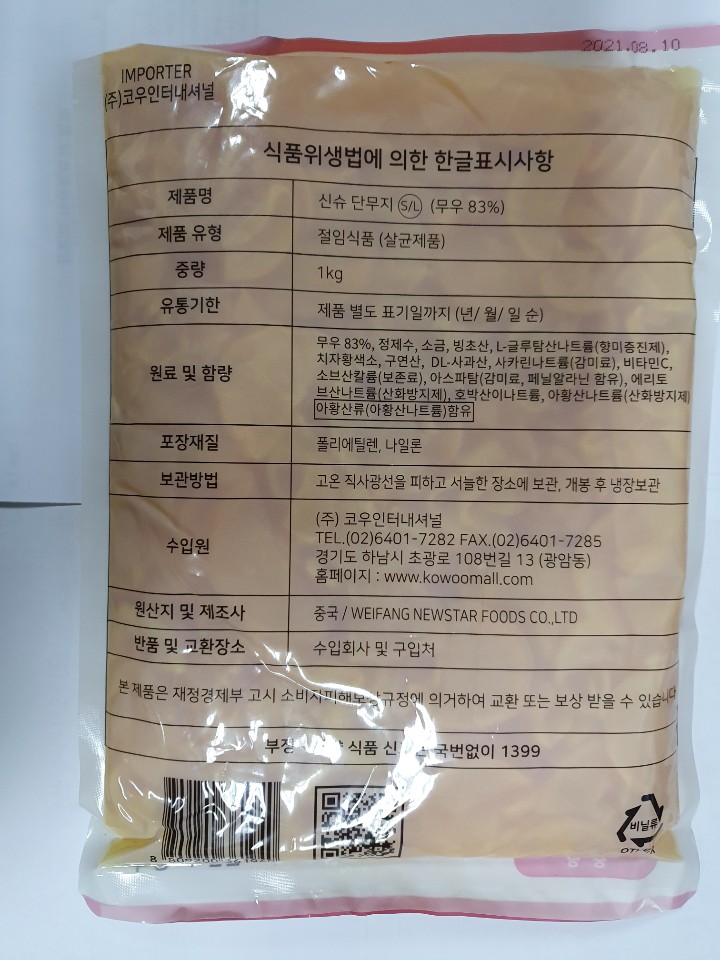 2021.08.10
IMPORTER
(주)코우인터내셔널
식품위생법에 의한 한글표시사항
제품명 신슈 단무지 S/L (무우 83%)
제품 유형 절임식품 (살균제품)
중량 1kg
유통기한 제품 별도 표기일까지 (년/ 월/ 일 순)
원료 및 함량
무우 83%, 정제수, 소금, 빙초산, L-글루탐산나트륨(향미증진제),
치자황색소, 구연산, DL-사과산, 사카린나트륨(감미료), 비타민C,
소브산칼륨(보존료), 아스파탐(감미료, 페닐알라닌 함유), 에리토
브산나트륨(산화방지제), 호박산이나트륨, 아황산나트륨(산화방지제)
아황산류(아황산나트륨)함유
포장재질 폴리에틸렌, 나일론
보관방법 고온 직사광선을 피하고 서늘한 장소에 보관, 개봉 후 냉장보관
수입원
(주) 코우인터내셔널
TEL.(02)6401-7282 FAX.(02)6401-7285
경기도 하남시 초광로 108번길 13 (광암동)
홈페이지 : www.kowoomall.com
원산지 및 제조사 중국 / WEIFANG NEWSTAR FOODS CO.,LTD
반품 및 교환장소 수입회사 및 구입처
본 제품은 재정경제부 고시 소비자피해보상규정에 의거하여 교환 또는 보상 받을 수 있습니다
식품 국번없이 1399
비닐류